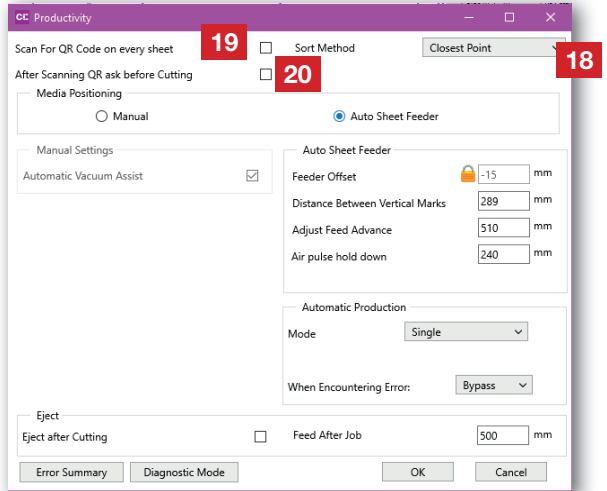 CC Productivity
Scan For QR Code on every sheet 19 Sort Method Closest Point 18
After Scanning QR ask before Cutting 20
Media Positioning
Manual Auto Sheet Feeder
Manual Settings Auto Sheet Feeder
Automatic Vacuum Assist Feeder Offset -15 mm
Distance Between Vertical Marks 289 mm
Adjust Feed Advance 510 mm
Air pulse hold down 240 mm
Automatic Production
Mode Single
When Encountering Error: Bypass
Eject
Eject after Cutting Feed After Job 500 mm
Error Summary Diagnostic Mode OK Cancel